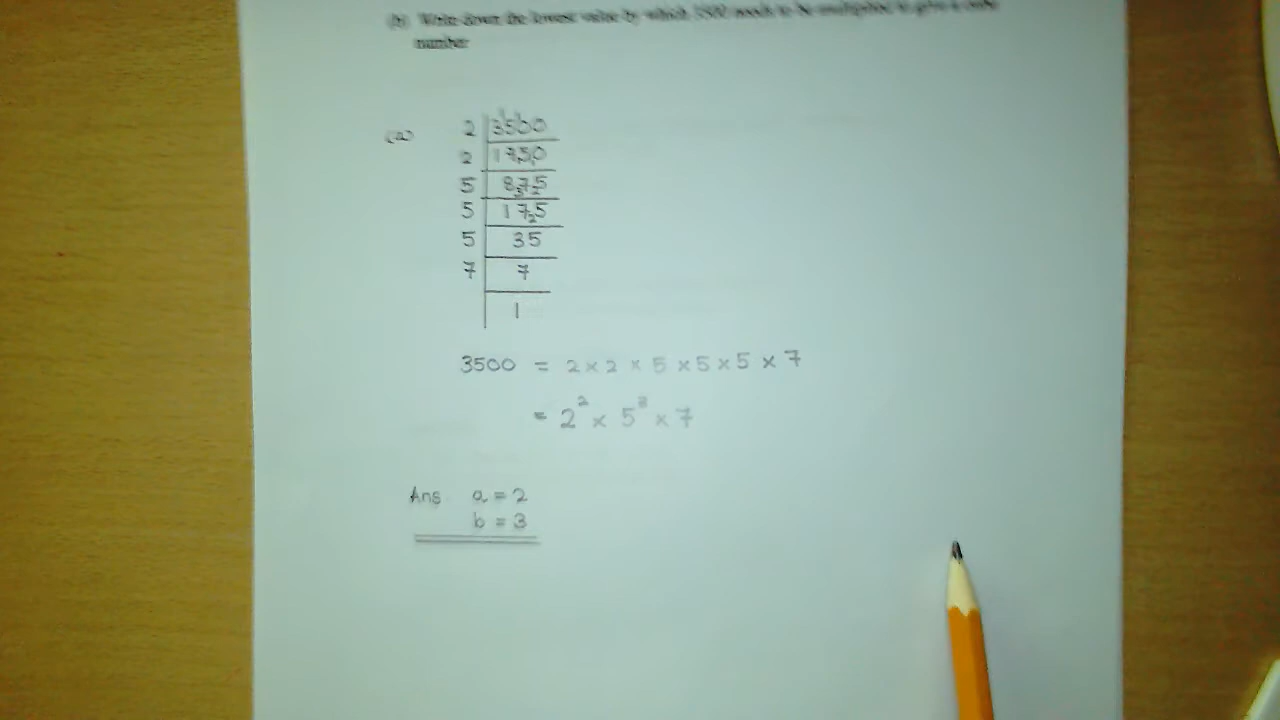 (b) Write down the lowest value by which 3500 needs to be multiplied to give a cube
number
(a) 2 3500
2 1750
5 875
5 175
5 35
7 7
1
3500 = 2 × 2 × 5 × 5 × 5 × 7
= 2² × 5³ × 7
Ans a = 2
b = 3